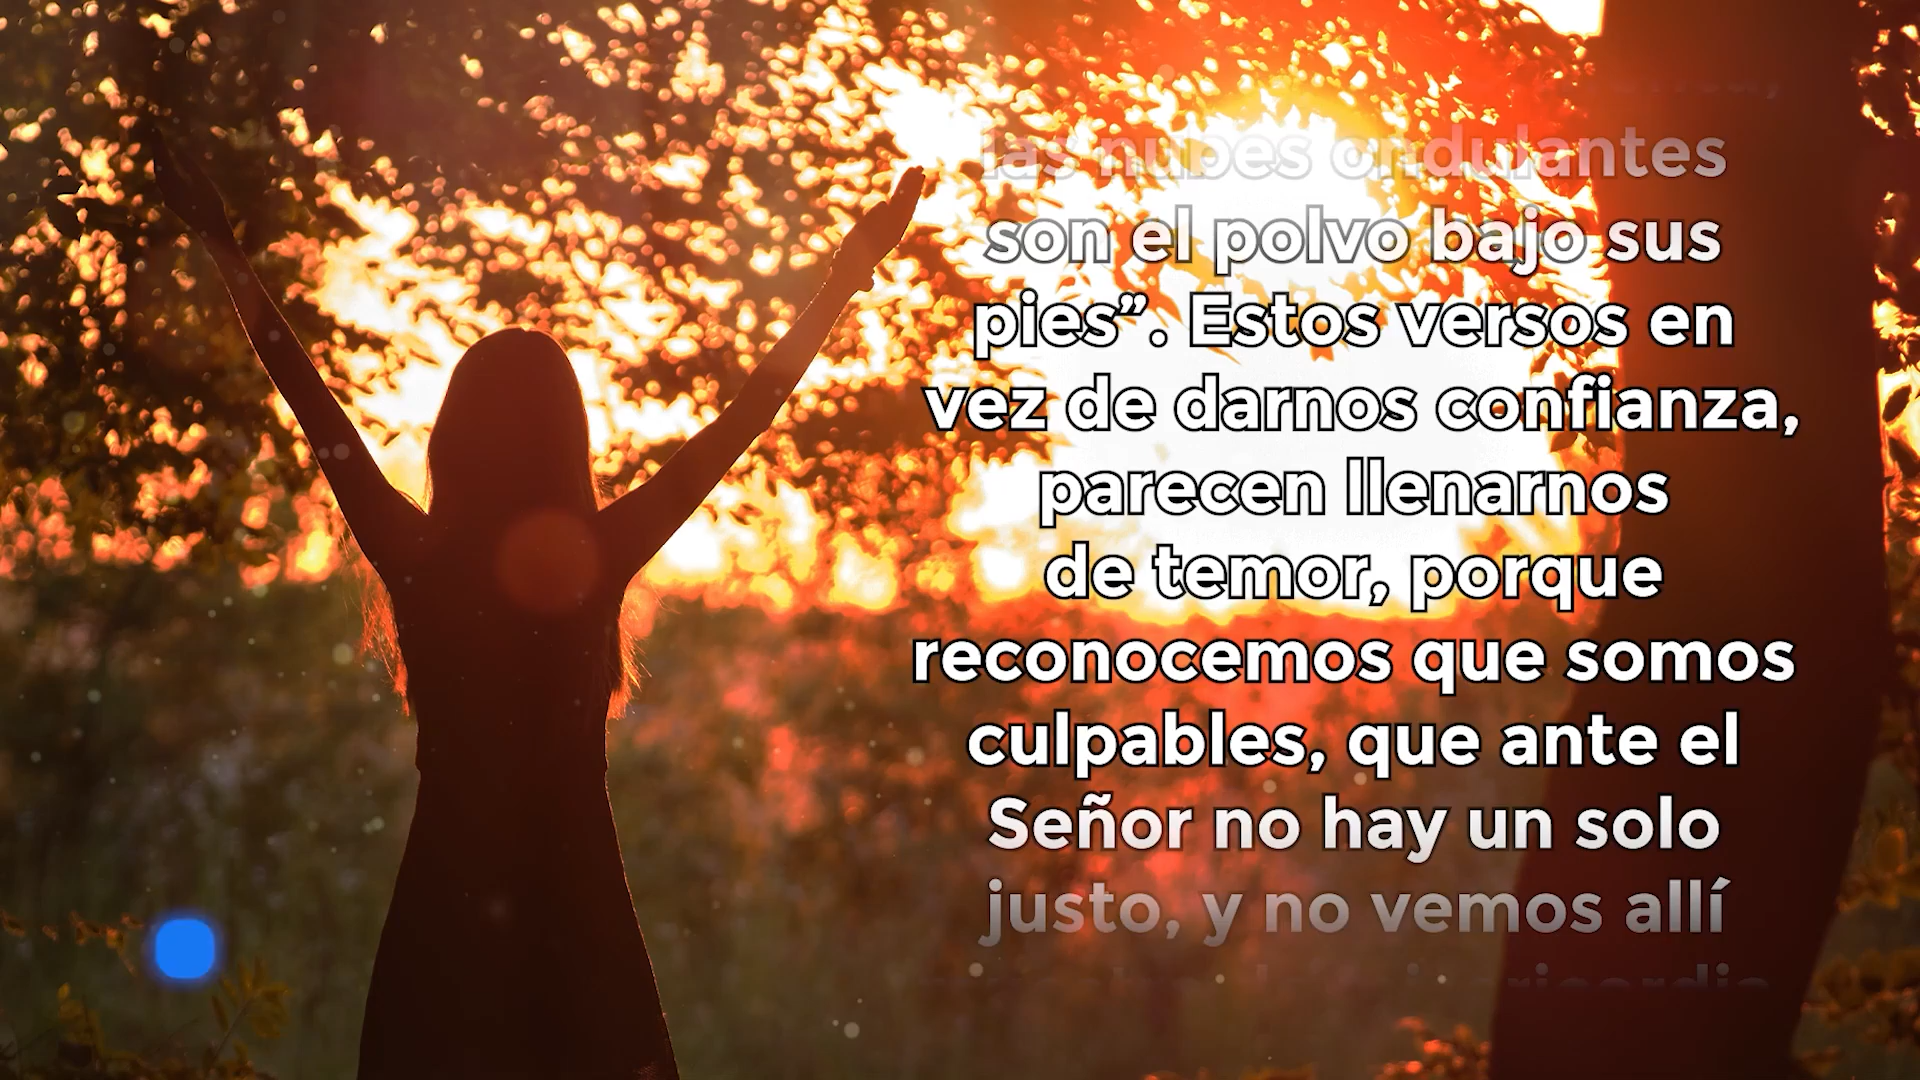 las nubes ondulantes
son el polvo bajo sus
pies”. Estos versos en
vez de darnos confianza,
parecen llenarnos
de temor, porque
reconocemos que somos
culpables, que ante el
Señor no hay un solo
justo, y no vemos allí